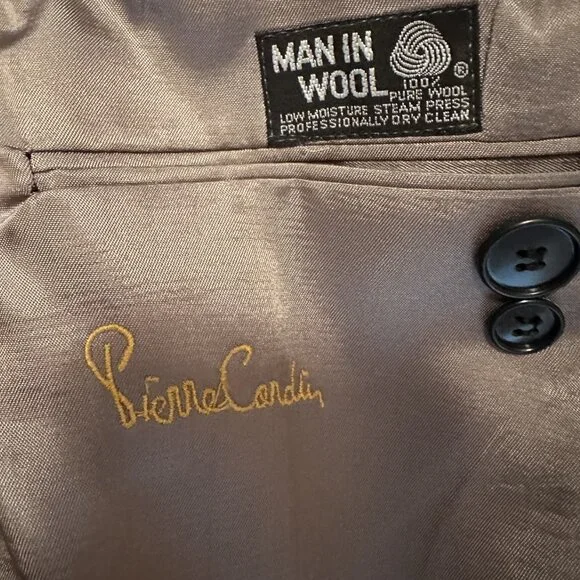 MAN IN
WOOL
®
100%
PURE WOOL
LOW MOISTURE STEAM PRESS
PROFESSIONALLY DRY CLEAN
Pierre Cardin